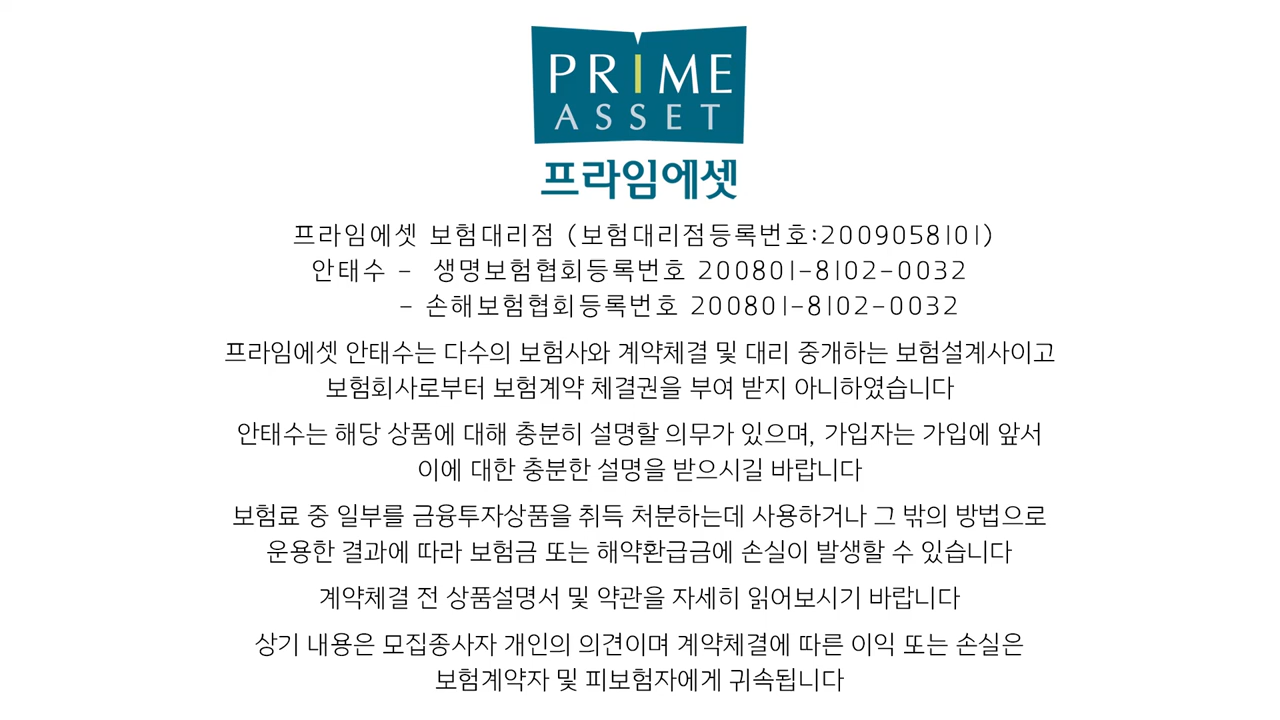 PRIME
ASSET
프라임에셋
프라임에셋 보험대리점 (보험대리점등록번호:2009058101)
안태수 - 생명보험협회등록번호 200801-8102-0032
- 손해보험협회등록번호 200801-8102-0032
프라임에셋 안태수는 다수의 보험사와 계약체결 및 대리 중개하는 보험설계사이고
보험회사로부터 보험계약 체결권을 부여 받지 아니하였습니다
안태수는 해당 상품에 대해 충분히 설명할 의무가 있으며, 가입자는 가입에 앞서
이에 대한 충분한 설명을 받으시길 바랍니다
보험료 중 일부를 금융투자상품을 취득 처분하는데 사용하거나 그 밖의 방법으로
운용한 결과에 따라 보험금 또는 해약환급금에 손실이 발생할 수 있습니다
계약체결 전 상품설명서 및 약관을 자세히 읽어보시기 바랍니다
상기 내용은 모집종사자 개인의 의견이며 계약체결에 따른 이익 또는 손실은
보험계약자 및 피보험자에게 귀속됩니다